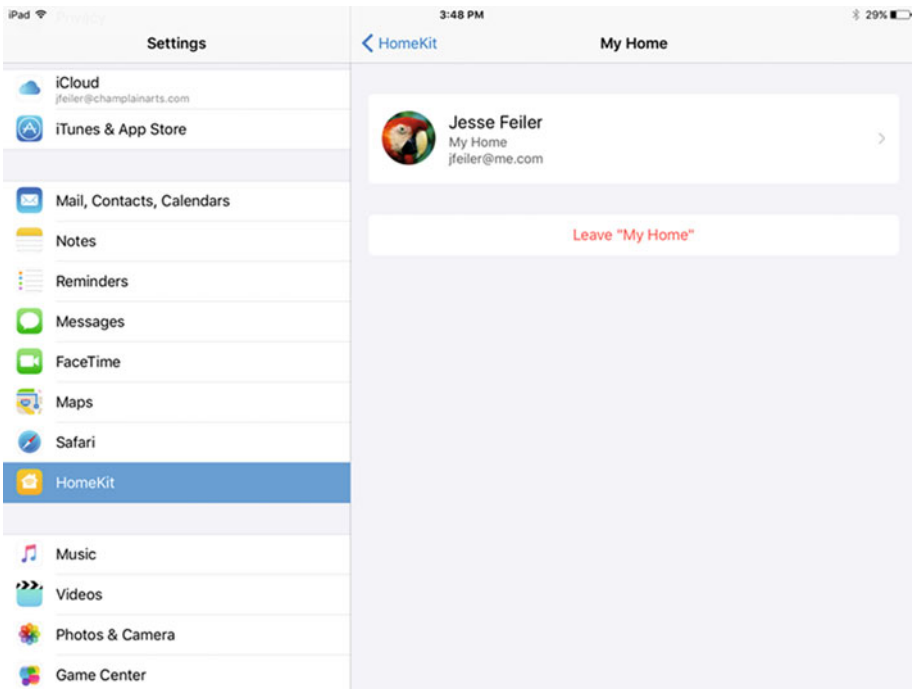 iPad
3:48 PM
29%
Privacy
Settings
HomeKit
My Home
iCloud
jfeiler@champlainarts.com
iTunes & App Store
Mail, Contacts, Calendars
Notes
Reminders
Messages
FaceTime
Maps
Safari
HomeKit
Music
Videos
Photos & Camera
Game Center
Jesse Feiler
My Home
jfeiler@me.com
Leave "My Home"